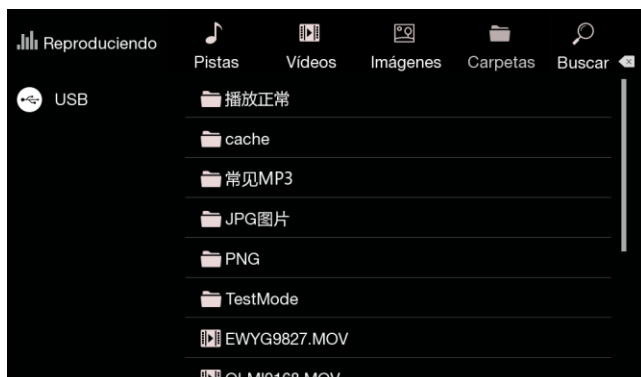 Reproduciendo
Pistas Vídeos Imágenes Carpetas Buscar
USB
播放正常
cache
常见MP3
JPG图片
PNG
TestMode
EWYG9827.MOV